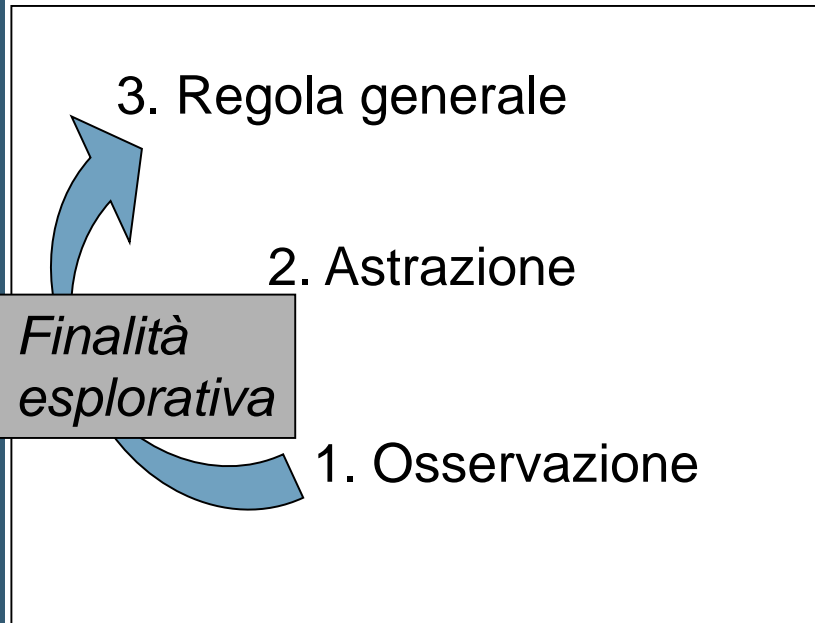 3. Regola generale
2. Astrazione
Finalità
esplorativa
1. Osservazione